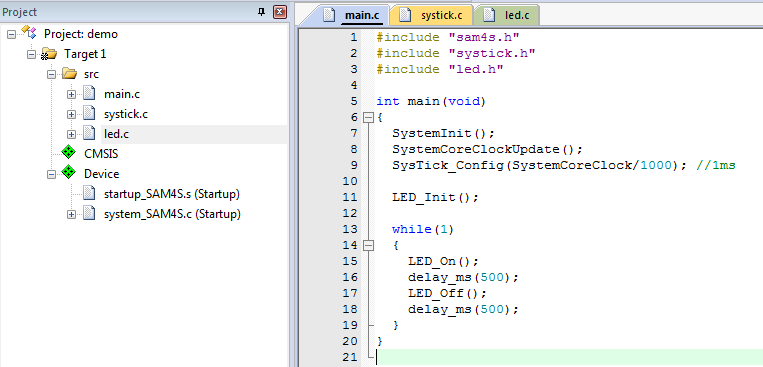 Project
Project: demo
Target 1
src
main.c
systick.c
led.c
CMSIS
Device
startup_SAM4S.s (Startup)
system_SAM4S.c (Startup)
main.c systick.c led.c
1 #include "sam4s.h"
2 #include "systick.h"
3 #include "led.h"
4
5 int main(void)
6 {
7 SystemInit();
8 SystemCoreClockUpdate();
9 SysTick_Config(SystemCoreClock/1000); //1ms
10
11 LED_Init();
12
13 while(1)
14 {
15 LED_On();
16 delay_ms(500);
17 LED_Off();
18 delay_ms(500);
19 }
20 }
21